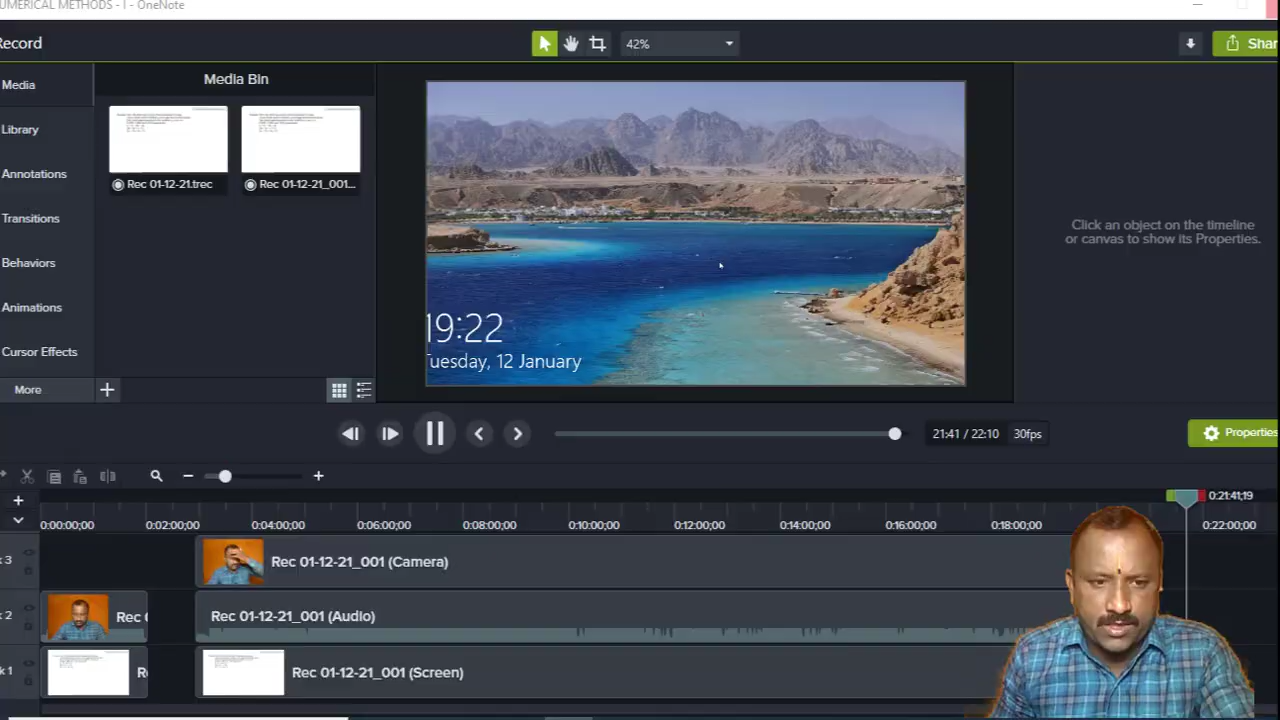 UMERICAL METHODS - I - OneNote
Record
42%
Shar
Media
Media Bin
Library
Annotations
Transitions
Behaviors
Animations
Cursor Effects
More
Rec 01-12-21.trec
Rec 01-12-21_001...
19:22
Tuesday, 12 January
Click an object on the timeline
or canvas to show its Properties.
21:41 / 22:10
30fps
Properties
0:21:41;19
0:00:00;00
0:02:00;00
0:04:00;00
0:06:00;00
0:08:00;00
0:10:00;00
0:12:00;00
0:14:00;00
0:16:00;00
0:18:00;00
0:22:00;00
k 3
Rec 01-12-21_001 (Camera)
k 2
Rec 0
Rec 01-12-21_001 (Audio)
k 1
R
Rec 01-12-21_001 (Screen)